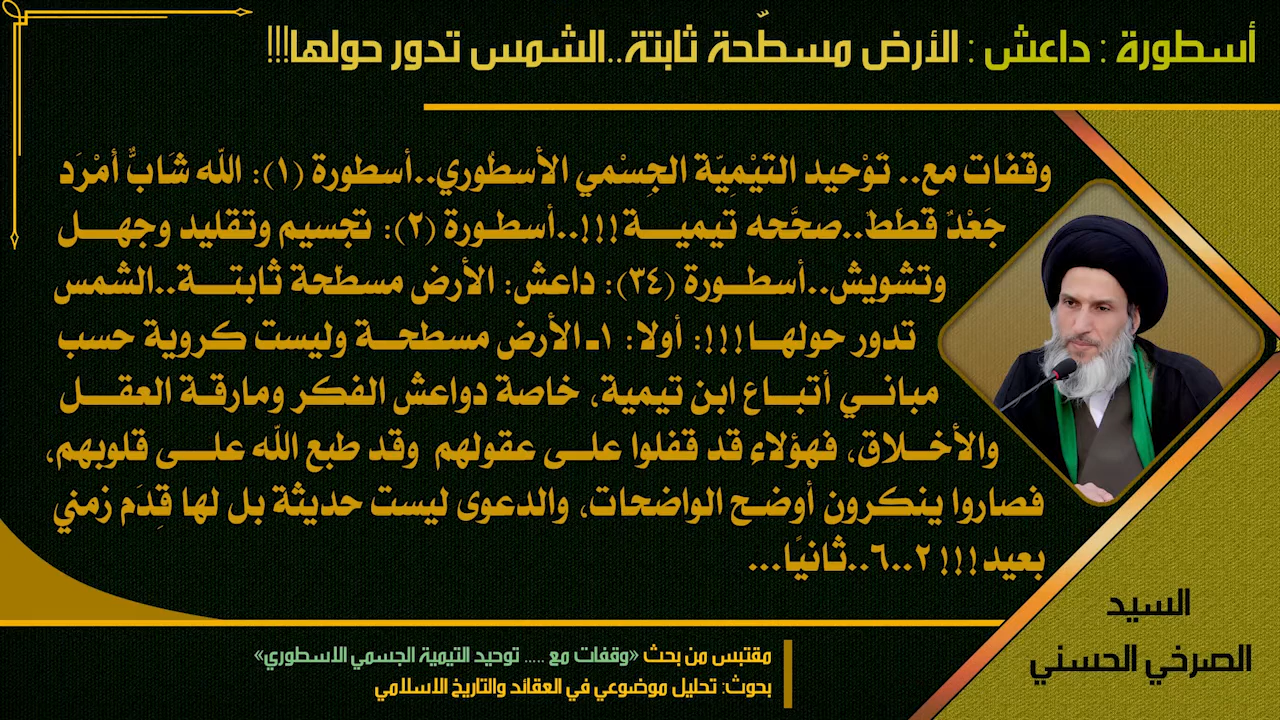 أسطورة : داعش : الأرض مسطّحة ثابتة..الشمس تدور حولها!!!
وقفات مع.. تَوْحيد التيْمِيّة الجِسْمي الأسطُوري..أسطورة (١): اللّه شَابٌّ أَمْرَد
جَعْدٌ قطَطٌ..صحَّحه تيمية!!!..أسطورة (٢): تجسيم وتقليد وجهل
وتشويش..أسطورة (٣٤): داعش: الأرض مسطحة ثابتة..الشمس
تدور حولها!!!: أولا: ١ـ الأرض مسطحة وليست كروية حسب
مباني أتباع ابن تيمية، خاصة دواعش الفكر ومارقة العقل
والأخلاق، فهؤلاء قد قفلوا على عقولهم وقد طبع اللّه على قلوبهم،
فصاروا ينكرون أوضح الواضحات، والدعوى ليست حديثة بل لها قِدَم زمني
بعيد!!! ٢..٦..ثانيًا...
السيد
الصرخي الحسني
مقتبس من بحث «وقفات مع ..... توحيد التيمية الجسمي الاسطوري»
بحوث: تحليل موضوعي في العقائد والتاريخ الاسلامي